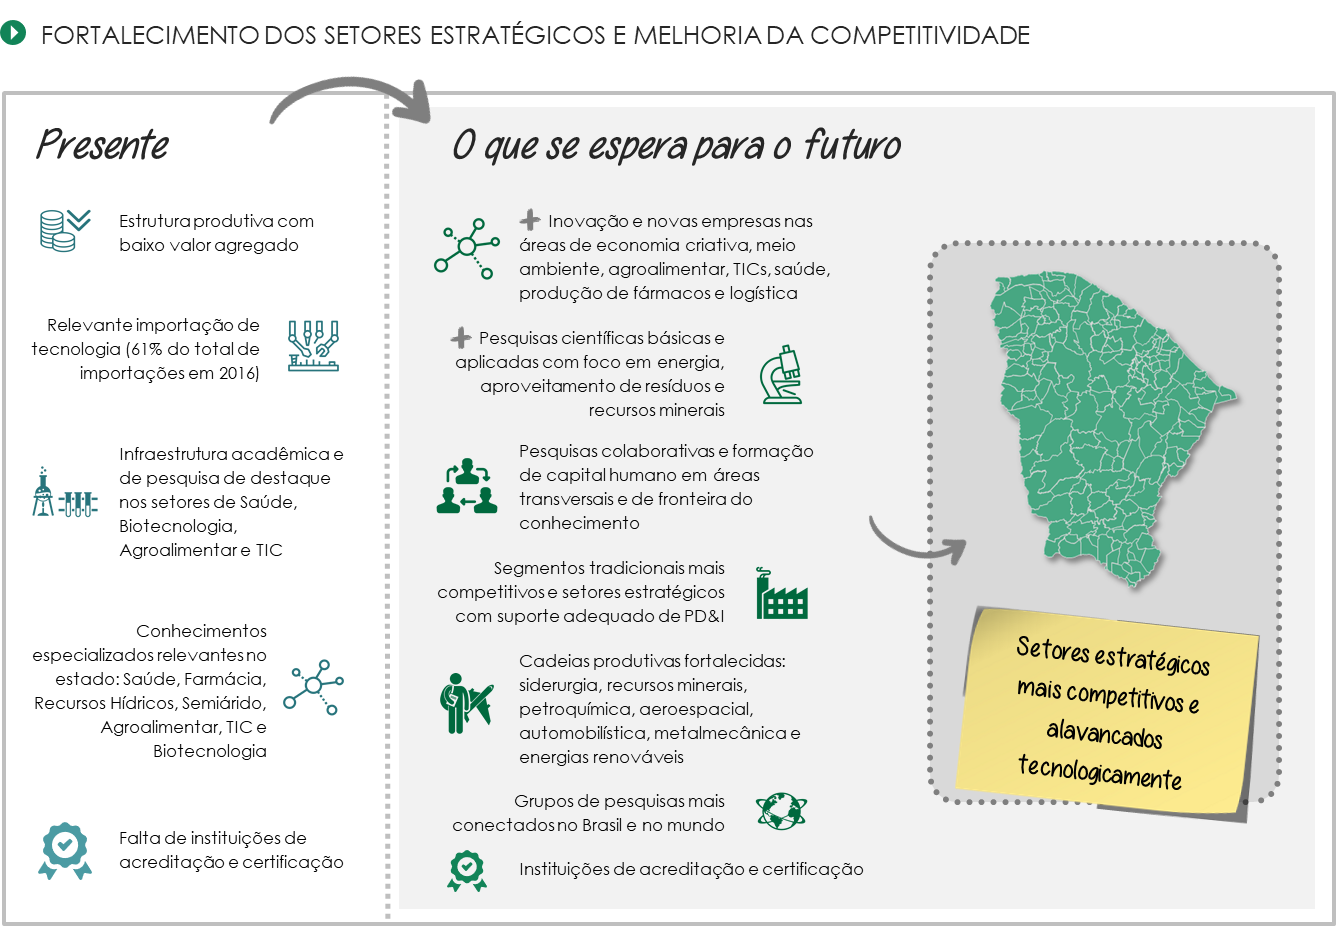 FORTALECIMENTO DOS SETORES ESTRATÉGICOS E MELHORIA DA COMPETITIVIDADE
Presente
Estrutura produtiva com
baixo valor agregado
Relevante importação de
tecnologia (61% do total de
importações em 2016)
Infraestrutura acadêmica e
de pesquisa de destaque
nos setores de Saúde,
Biotecnologia,
Agroalimentar e TIC
Conhecimentos
especializados relevantes no
estado: Saúde, Farmácia,
Recursos Hídricos, Semiárido,
Agroalimentar, TIC e
Biotecnologia
Falta de instituições de
acreditação e certificação
O que se espera para o futuro
Inovação e novas empresas nas
áreas de economia criativa, meio
ambiente, agroalimentar, TICs, saúde,
produção de fármacos e logística
Pesquisas científicas básicas e
aplicadas com foco em energia,
aproveitamento de resíduos e
recursos minerais
Pesquisas colaborativas e formação
de capital humano em áreas
transversais e de fronteira do
conhecimento
Segmentos tradicionais mais
competitivos e setores estratégicos
com suporte adequado de PD&I
Cadeias produtivas fortalecidas:
siderurgia, recursos minerais,
petroquímica, aeroespacial,
automobilística, metalmecânica e
energias renováveis
Grupos de pesquisas mais
conectados no Brasil e no mundo
Instituições de acreditação e certificação
Setores estratégicos
mais competitivos e
alavancados
tecnologicamente